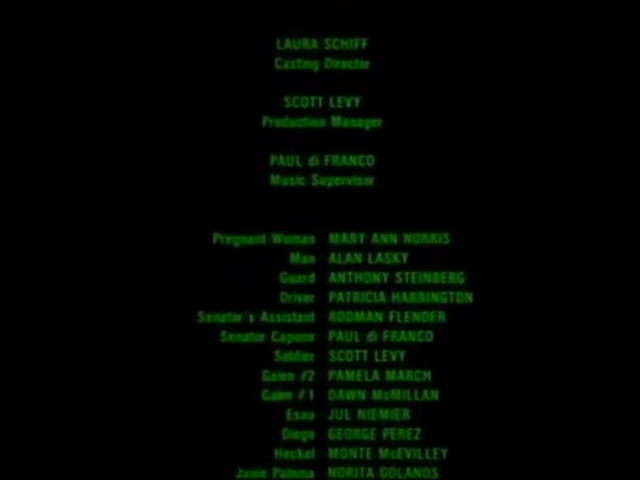 LAURA SCHIFF
Casting Director
SCOTT LEVY
Production Manager
PAUL di FRANCO
Music Supervisor
Pregnant Woman MARY ANN NORRIS
Man ALAN LASKY
Guard ANTHONY STEINBERG
Driver PATRICIA HARRINGTON
Senator's Assistant RODMAN FLENDER
Senator Capone PAUL di FRANCO
Soldier SCOTT LEVY
#2 PAMELA MARCH
#1 DAWN McMILLAN
Esau JUL NIEMIER
Diego GEORGE PEREZ
Heckel MONTE McEVILLEY
Janie Paloma NORITA GOLANOS